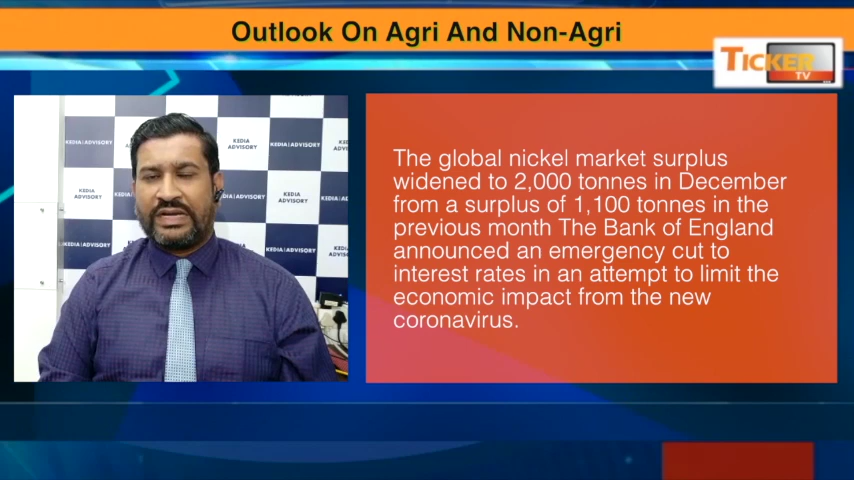 Outlook On Agri And Non-Agri
TICKER
TV
KEDIA ADVISORY
KEDIA|ADVISORY
KEDIA ADVISORY
KEDIA ADVISORY
KEDIA ADVISORY
KEDIA|ADVISORY
KEDIA|ADVISORY
KEDIA ADVISORY
The global nickel market surplus
widened to 2,000 tonnes in December
from a surplus of 1,100 tonnes in the
previous month The Bank of England
announced an emergency cut to
interest rates in an attempt to limit the
economic impact from the new
coronavirus.